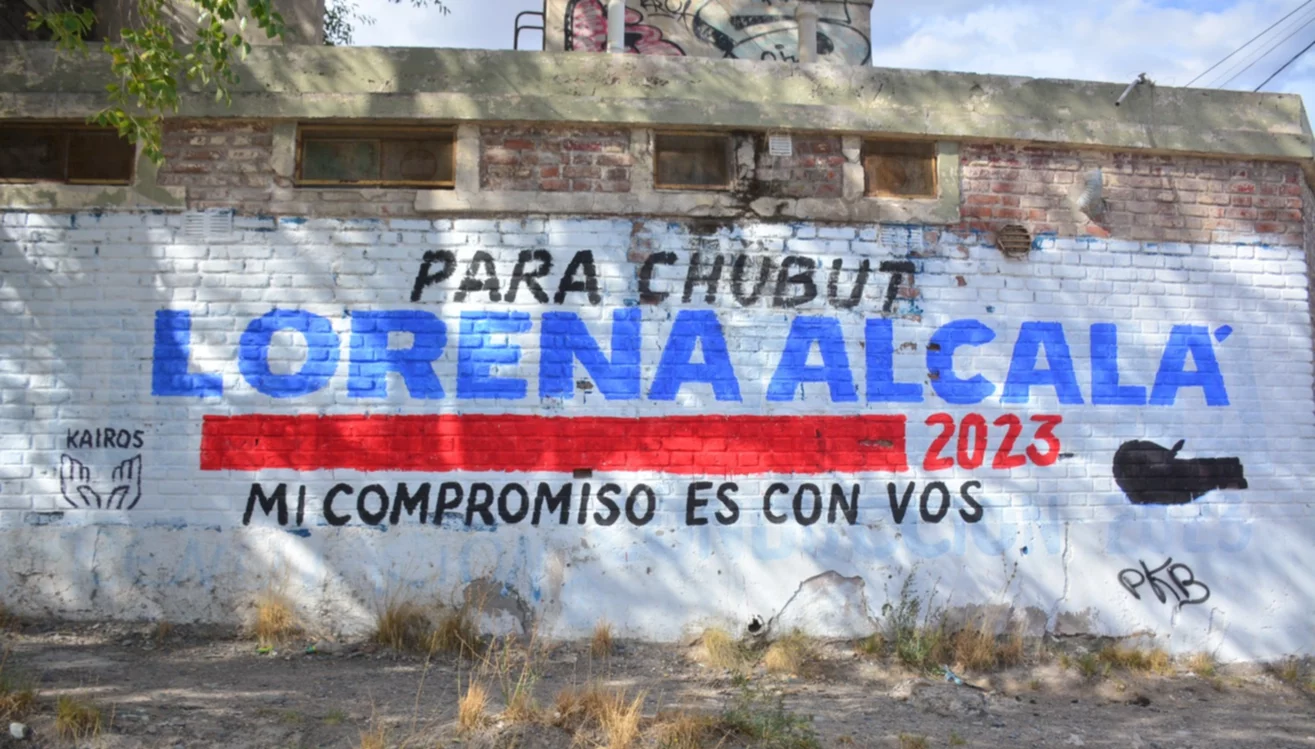 PARA CHUBUT
LORENA ALCALÁ
2023
KAIROS
MI COMPROMISO ES CON VOS
PKB